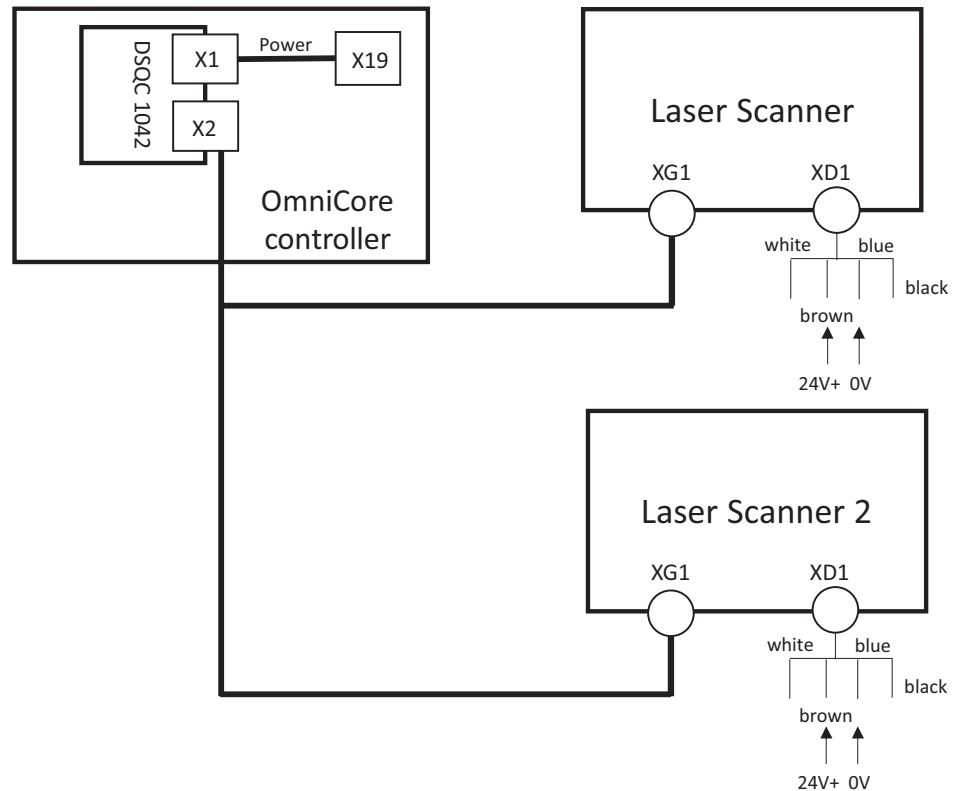 DSQC 1042
X1
Power
X19
X2
OmniCore
controller
Laser Scanner
XG1
XD1
white
blue
black
brown
24V+ 0V
Laser Scanner 2
XG1
XD1
white
blue
black
brown
24V+ 0V